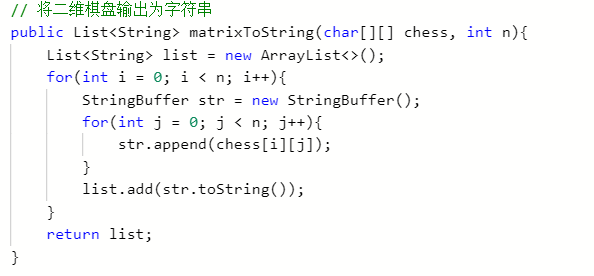 // 将二维棋盘输出为字符串
public List<String> matrixToString(char[][] chess, int n){
    List<String> list = new ArrayList<>();
    for(int i = 0; i < n; i++){
        StringBuffer str = new StringBuffer();
        for(int j = 0; j < n; j++){
            str.append(chess[i][j]);
        }
        list.add(str.toString());
    }
    return list;
}